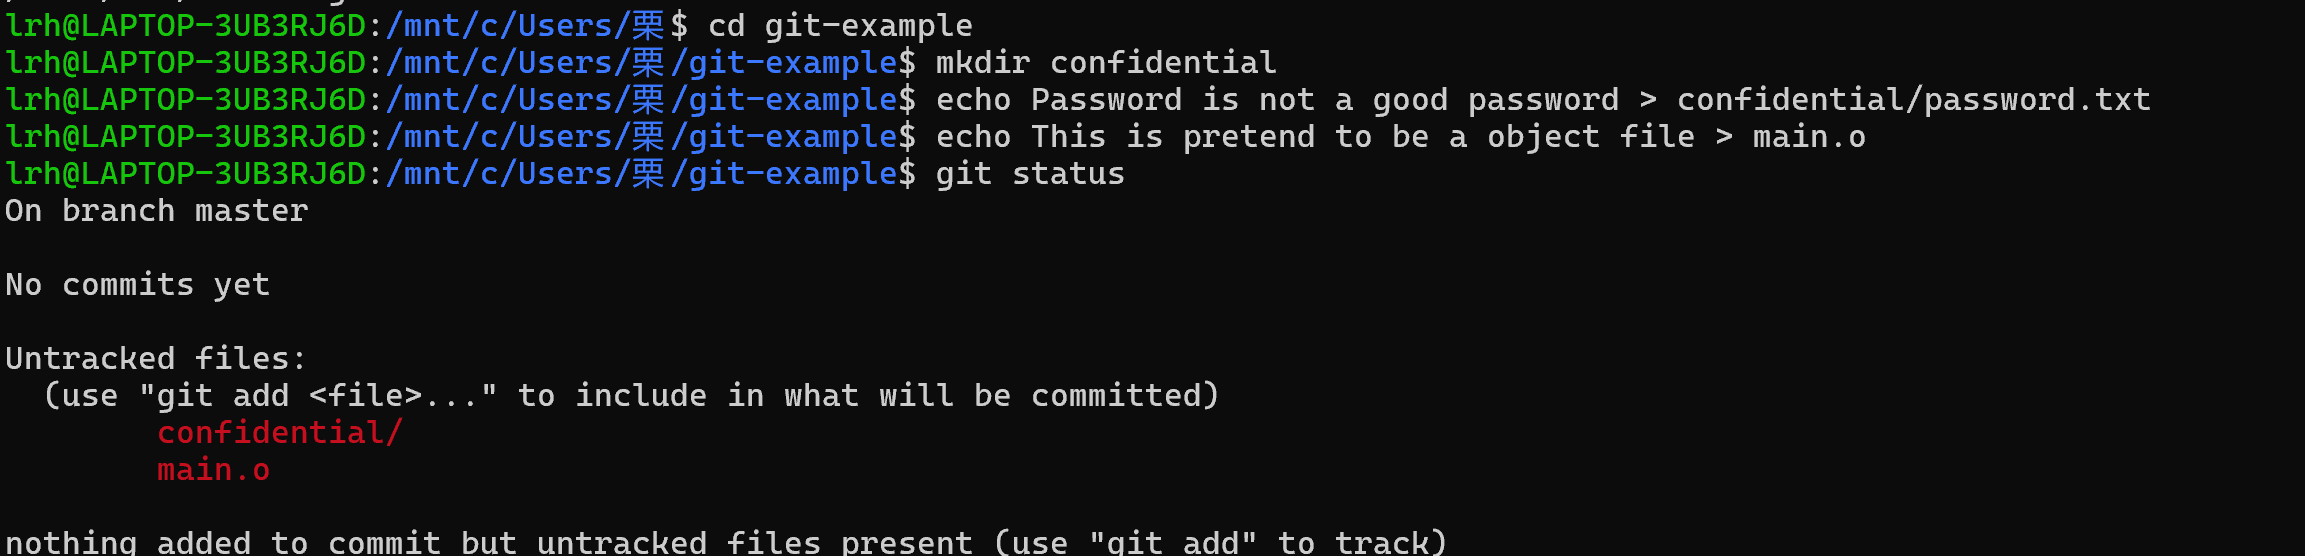 lrh@LAPTOP-3UB3RJ6D:/mnt/c/Users/栗$ cd git-example
lrh@LAPTOP-3UB3RJ6D:/mnt/c/Users/栗/git-example$ mkdir confidential
lrh@LAPTOP-3UB3RJ6D:/mnt/c/Users/栗/git-example$ echo Password is not a good password > confidential/password.txt
lrh@LAPTOP-3UB3RJ6D:/mnt/c/Users/栗/git-example$ echo This is pretend to be a object file > main.o
lrh@LAPTOP-3UB3RJ6D:/mnt/c/Users/栗/git-example$ git status
On branch master
No commits yet
Untracked files:
(use "git add <file>..." to include in what will be committed)
confidential/
main.o
nothing added to commit but untracked files present (use "git add" to track)